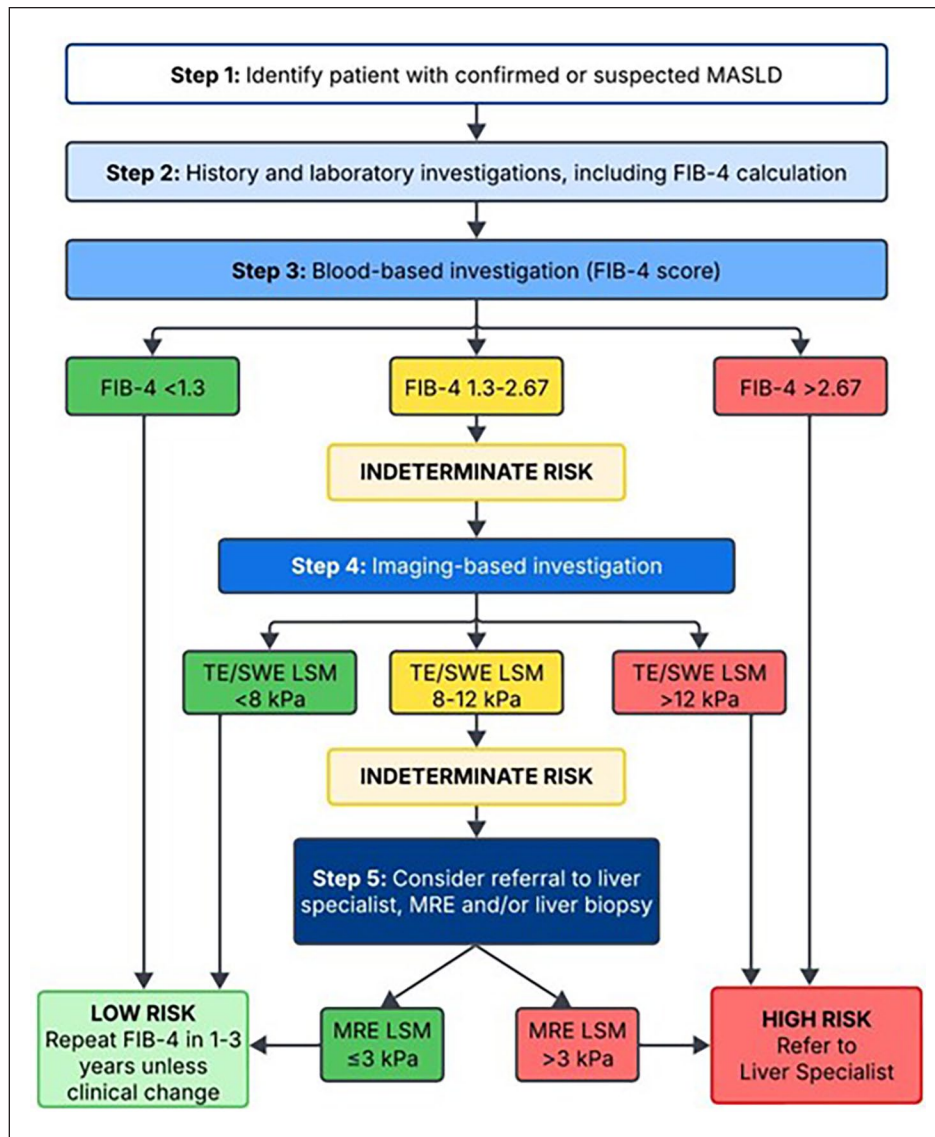 Step 1: Identify patient with confirmed or suspected MASLD
Step 2: History and laboratory investigations, including FIB-4 calculation
Step 3: Blood-based investigation (FIB-4 score)
FIB-4 <1.3
FIB-4 1.3-2.67
FIB-4 >2.67
INDETERMINATE RISK
Step 4: Imaging-based investigation
TE/SWE LSM
<8 kPa
TE/SWE LSM
8-12 kPa
TE/SWE LSM
>12 kPa
INDETERMINATE RISK
Step 5: Consider referral to liver
specialist, MRE and/or liver biopsy
LOW RISK
Repeat FIB-4 in 1-3
years unless
clinical change
MRE LSM
≤3 kPa
MRE LSM
>3 kPa
HIGH RISK
Refer to
Liver Specialist